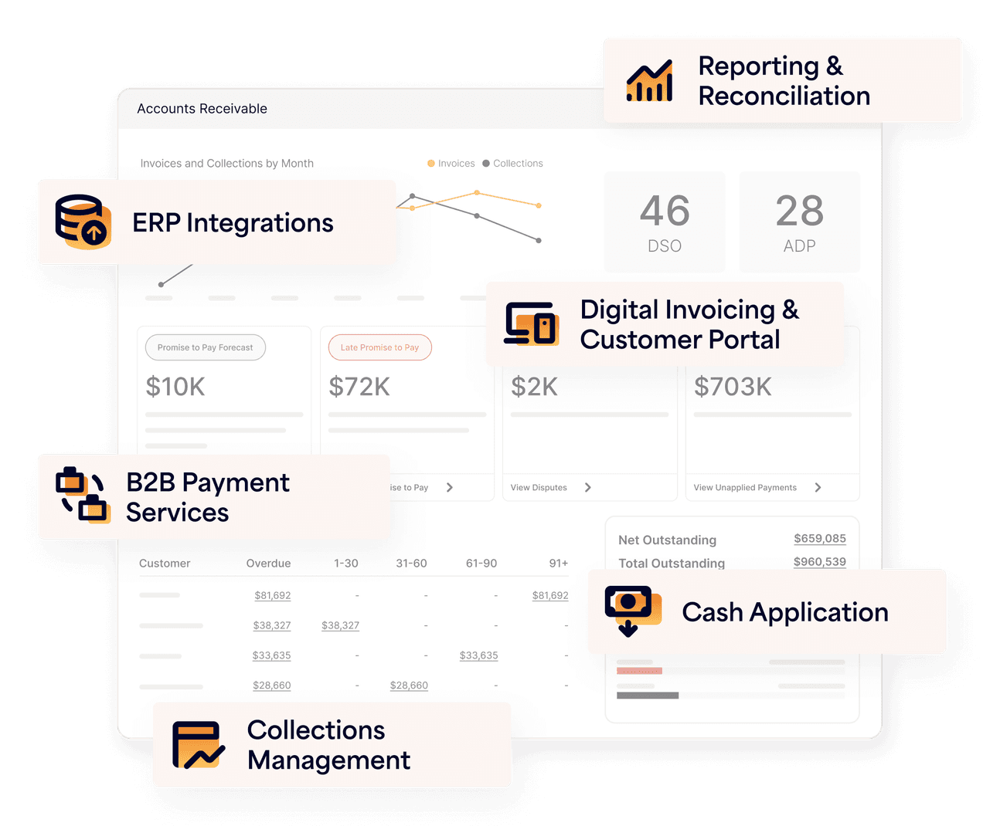 Reporting &
Reconciliation
Accounts Receivable
Invoices and Collections by Month
Invoices Collections
ERP Integrations
46
DSO
28
ADP
Digital Invoicing &
Customer Portal
Promise to Pay Forecast
Late Promise to Pay
$10K
$72K
$2K
$703K
B2B Payment
Services
to Pay
View Disputes
View Unapplied Payments
Net Outstanding $659,085
Total Outstanding $960,539
Customer Overdue 1-30 31-60 61-90 91+
$81,692 - - - $81,692
$38,327 $38,327 - - -
$33,635 - - $33,635 -
$28,660 - $28,660 - -
Cash Application
Collections
Management